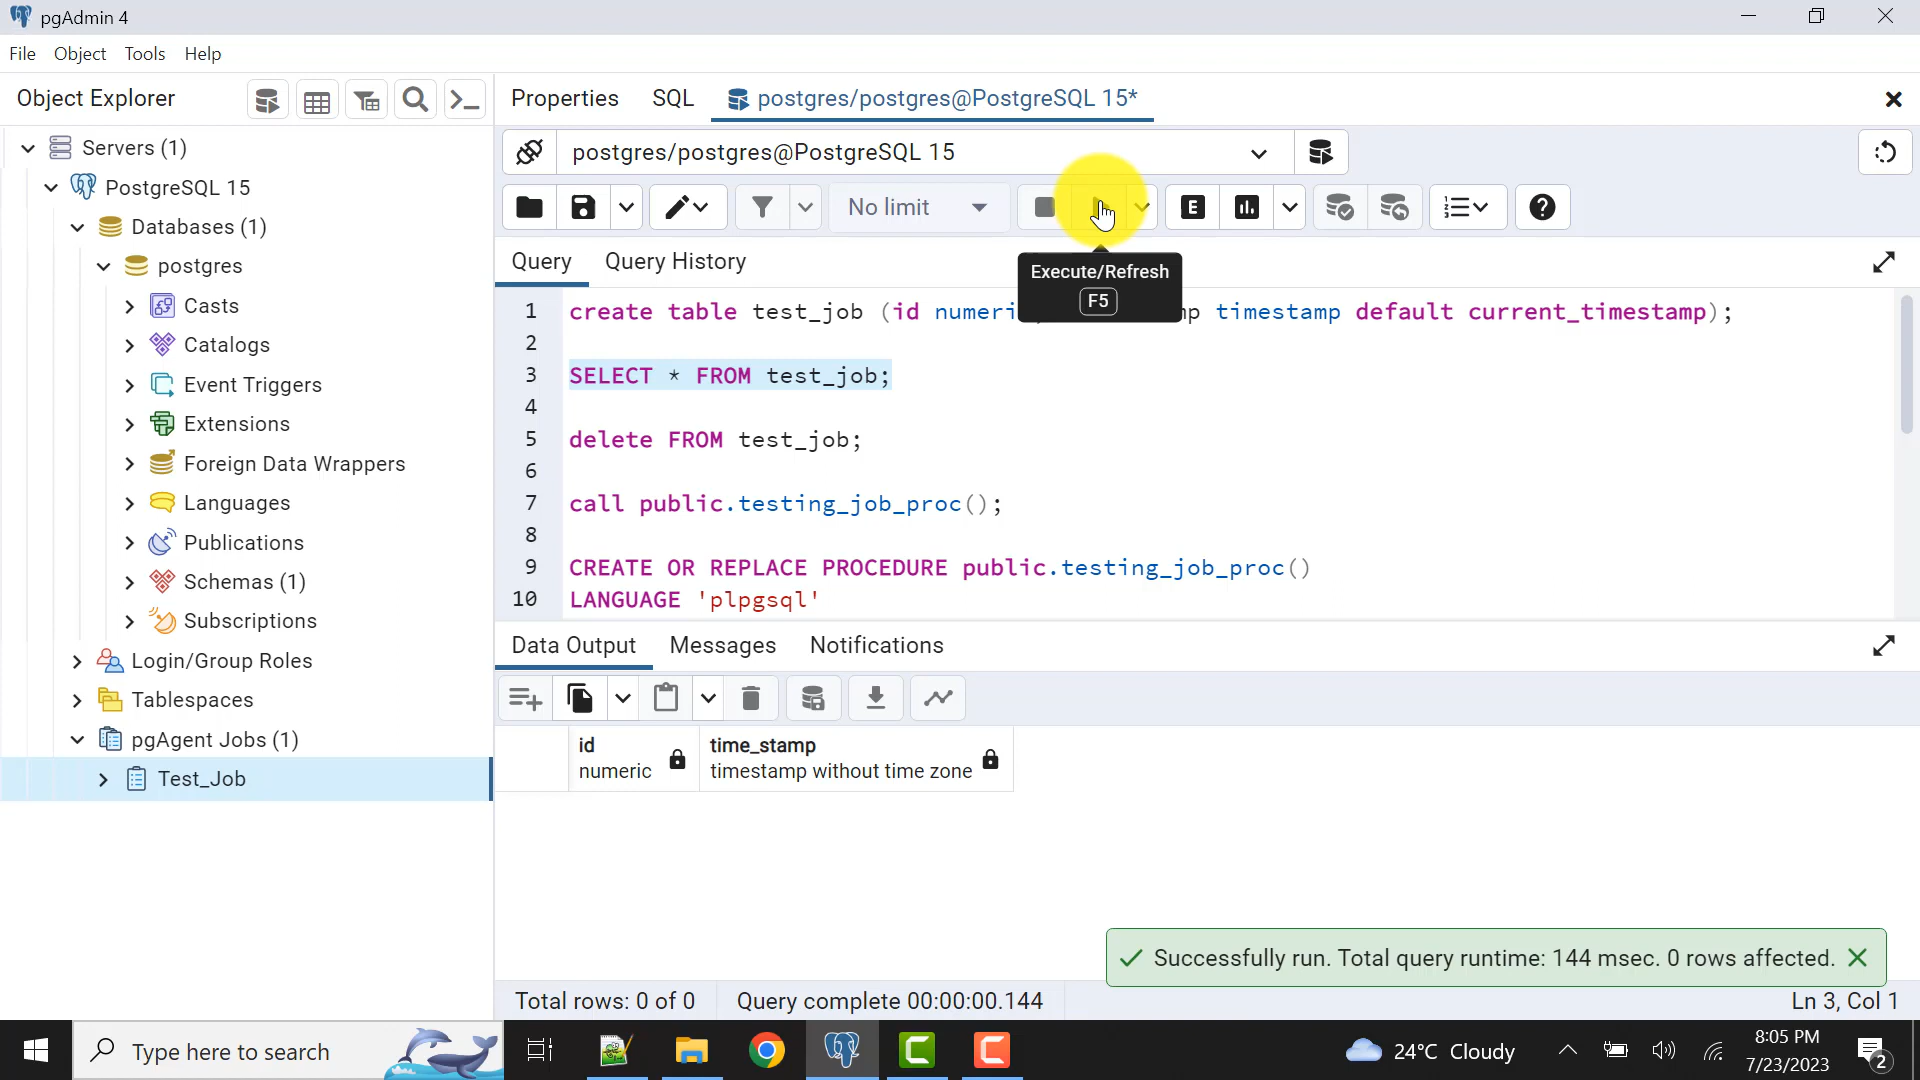 pgAdmin 4
File Object Tools Help
Object Explorer
Properties SQL postgres/postgres@PostgreSQL 15*
Servers (1)
PostgreSQL 15
Databases (1)
postgres
Casts
Catalogs
Event Triggers
Extensions
Foreign Data Wrappers
Languages
Publications
Schemas (1)
Subscriptions
Login/Group Roles
Tablespaces
pgAgent Jobs (1)
Test_Job
postgres/postgres@PostgreSQL 15
No limit
E
Query Query History
Execute/Refresh
F5
1 create table test_job (id numeri p timestamp default current_timestamp);
2
3 SELECT * FROM test_job;
4
5 delete FROM test_job;
6
7 call public.testing_job_proc();
8
9 CREATE OR REPLACE PROCEDURE public.testing_job_proc()
10 LANGUAGE 'plpgsql'
Data Output Messages Notifications
id
numeric
time_stamp
timestamp without time zone
Successfully run. Total query runtime: 144 msec. 0 rows affected.
Total rows: 0 of 0 Query complete 00:00:00.144 Ln 3, Col 1
Type here to search
24°C Cloudy
8:05 PM
7/23/2023
2